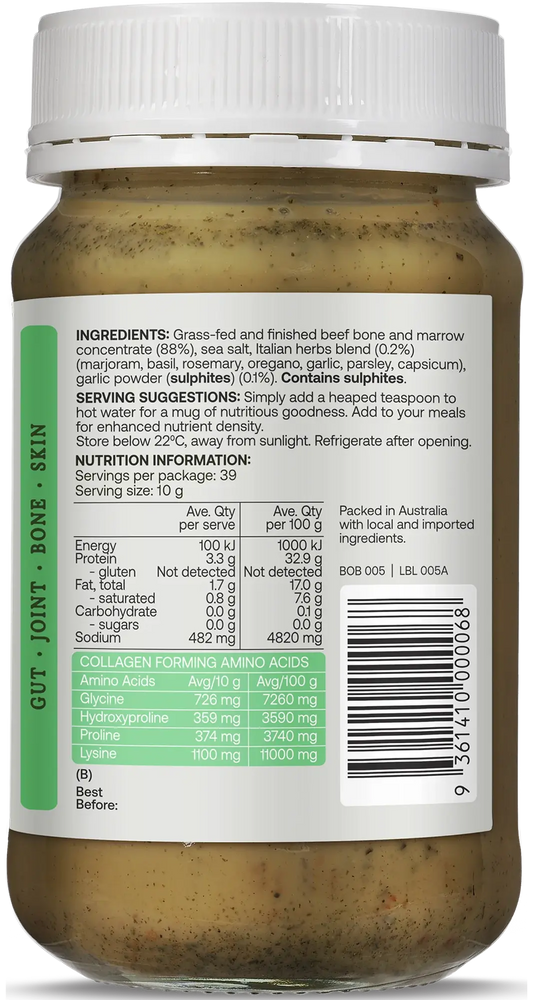 GUT · JOINT · BONE · SKIN
INGREDIENTS: Grass-fed and finished beef bone and marrow
concentrate (88%), sea salt, Italian herbs blend (0.2%)
(marjoram, basil, rosemary, oregano, garlic, parsley, capsicum),
garlic powder (sulphites) (0.1%). Contains sulphites.
SERVING SUGGESTIONS: Simply add a heaped teaspoon to
hot water for a mug of nutritious goodness. Add to your meals
for enhanced nutrient density.
Store below 22ºC, away from sunlight. Refrigerate after opening.
NUTRITION INFORMATION:
Servings per package: 39
Serving size: 10 g
Ave. Qty Ave. Qty
per serve per 100 g
Energy 100 kJ 1000 kJ
Protein 3.3 g 32.9 g
- gluten Not detected Not detected
Fat, total 1.7 g 17.0 g
- saturated 0.8 g 7.6 g
Carbohydrate 0.0 g 0.1 g
- sugars 0.0 g 0.0 g
Sodium 482 mg 4820 mg
COLLAGEN FORMING AMINO ACIDS
Amino Acids Avg/10 g Avg/100 g
Glycine 726 mg 7260 mg
Hydroxyproline 359 mg 3590 mg
Proline 374 mg 3740 mg
Lysine 1100 mg 11000 mg
(B)
Best
Before:
Packed in Australia
with local and imported
ingredients.
BOB 005 | LBL 005A
9 361410 000068